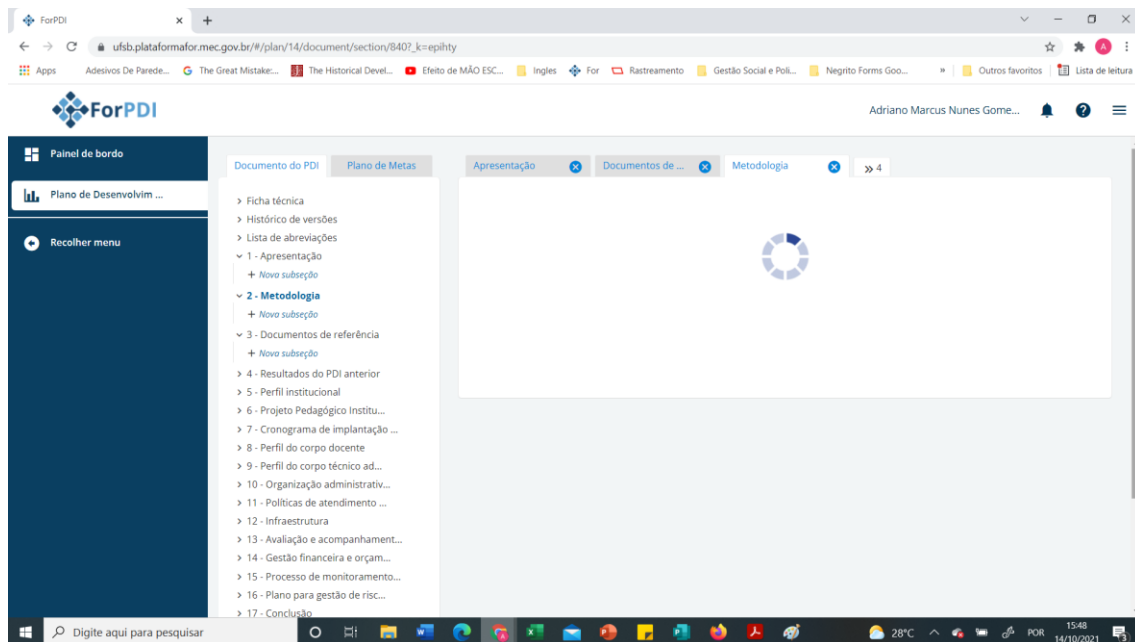 ForPDI
ufsb.plataformafor.mec.gov.br/#/plan/14/document/section/840?_k=epihty
Apps Adesivos De Parede... The Great Mistake:... The Historical Devel... Efeito de MÃO ESC... Ingles For Rastreamento Gestão Social e Poli... Negrito Forms Goo... » Outros favoritos Lista de leitura
ForPDI
Adriano Marcus Nunes Gome...
Painel de bordo
Plano de Desenvolvim ...
Recolher menu
Documento do PDI Plano de Metas
Apresentação Documentos de ... Metodologia 4
Ficha técnica
Histórico de versões
Lista de abreviações
1 - Apresentação
+ Nova subseção
2 - Metodologia
+ Nova subseção
3 - Documentos de referência
+ Nova subseção
4 - Resultados do PDI anterior
5 - Perfil institucional
6 - Projeto Pedagógico Institu...
7 - Cronograma de implantação ...
8 - Perfil do corpo docente
9 - Perfil do corpo técnico ad...
10 - Organização administrativ...
11 - Políticas de atendimento ...
12 - Infraestrutura
13 - Avaliação e acompanhament...
14 - Gestão financeira e orçam...
15 - Processo de monitoramento...
16 - Plano para gestão de risc...
17 - Conclusão
Digite aqui para pesquisar
28°C POR 15:48
14/10/2021